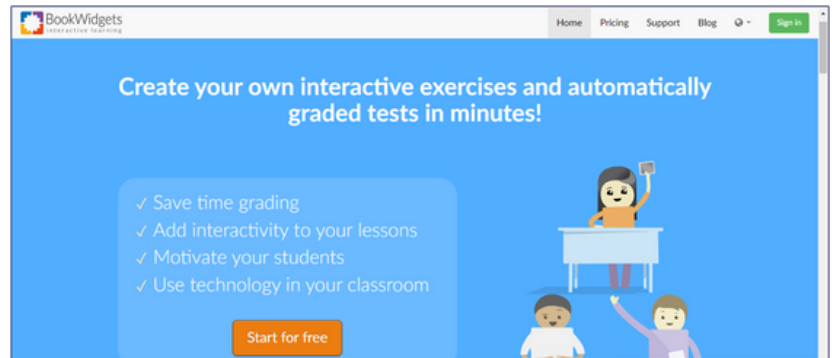 BookWidgets
interactive learning
Home Pricing Support Blog Sign in
Create your own interactive exercises and automatically
graded tests in minutes!
✓ Save time grading
✓ Add interactivity to your lessons
✓ Motivate your students
✓ Use technology in your classroom
Start for free